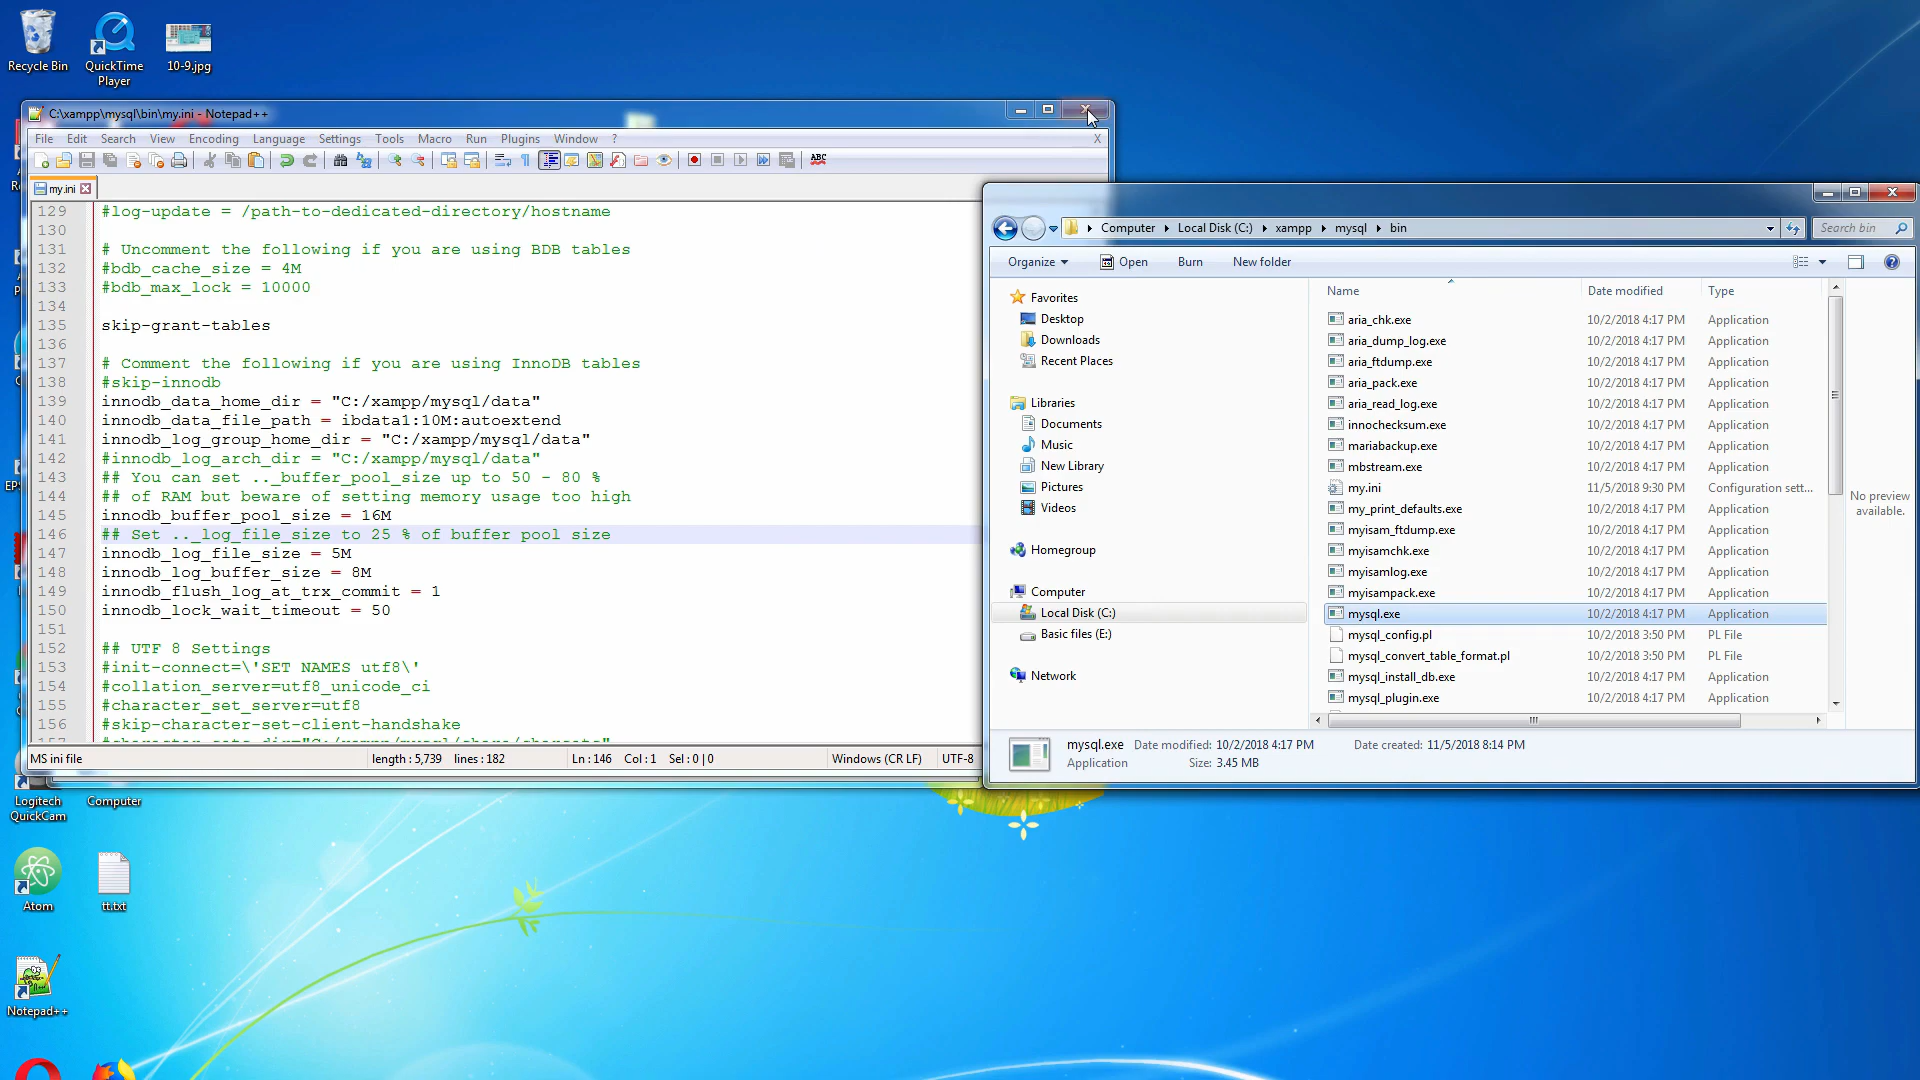 Recycle Bin
QuickTime Player
10-9.jpg
C:\xampp\mysql\bin\my.ini - Notepad++
File Edit Search View Encoding Language Settings Tools Macro Run Plugins Window ? X
ABC
my.ini
129 #log-update = /path-to-dedicated-directory/hostname
130
131 # Uncomment the following if you are using BDB tables
132 #bdb_cache_size = 4M
133 #bdb_max_lock = 10000
134
135 skip-grant-tables
136
137 # Comment the following if you are using InnoDB tables
138 #skip-innodb
139 innodb_data_home_dir = "C:/xampp/mysql/data"
140 innodb_data_file_path = ibdata1:10M:autoextend
141 innodb_log_group_home_dir = "C:/xampp/mysql/data"
142 #innodb_log_arch_dir = "C:/xampp/mysql/data"
143 ## You can set .._buffer_pool_size up to 50 - 80 %
144 ## of RAM but beware of setting memory usage too high
145 innodb_buffer_pool_size = 16M
146 ## Set .._log_file_size to 25 % of buffer pool size
147 innodb_log_file_size = 5M
148 innodb_log_buffer_size = 8M
149 innodb_flush_log_at_trx_commit = 1
150 innodb_lock_wait_timeout = 50
151
152 ## UTF 8 Settings
153 #init-connect=\'SET NAMES utf8\'
154 #collation_server=utf8_unicode_ci
155 #character_set_server=utf8
156 #skip-character-set-client-handshake
MS ini file length : 5,739 lines : 182 Ln : 146 Col : 1 Sel : 0 | 0 Windows (CR LF) UTF-8
Computer Local Disk (C:) xampp mysql bin
Search bin
Organize Open Burn New folder
Favorites
Desktop
Downloads
Recent Places
Libraries
Documents
Music
New Library
Pictures
Videos
Homegroup
Computer
Local Disk (C:)
Basic files (E:)
Network
Name Date modified Type
aria_chk.exe 10/2/2018 4:17 PM Application
aria_dump_log.exe 10/2/2018 4:17 PM Application
aria_ftdump.exe 10/2/2018 4:17 PM Application
aria_pack.exe 10/2/2018 4:17 PM Application
aria_read_log.exe 10/2/2018 4:17 PM Application
innochecksum.exe 10/2/2018 4:17 PM Application
mariabackup.exe 10/2/2018 4:17 PM Application
mbstream.exe 10/2/2018 4:17 PM Application
my.ini 11/5/2018 9:30 PM Configuration sett...
my_print_defaults.exe 10/2/2018 4:17 PM Application
myisam_ftdump.exe 10/2/2018 4:17 PM Application
myisamchk.exe 10/2/2018 4:17 PM Application
myisamlog.exe 10/2/2018 4:17 PM Application
myisampack.exe 10/2/2018 4:17 PM Application
mysql.exe 10/2/2018 4:17 PM Application
mysql_config.pl 10/2/2018 3:50 PM PL File
mysql_convert_table_format.pl 10/2/2018 3:50 PM PL File
mysql_install_db.exe 10/2/2018 4:17 PM Application
mysql_plugin.exe 10/2/2018 4:17 PM Application
No preview
available.
mysql.exe Date modified: 10/2/2018 4:17 PM Date created: 11/5/2018 8:14 PM
Application Size: 3.45 MB
Logitech QuickCam
Computer
Atom
tt.txt
Notepad++